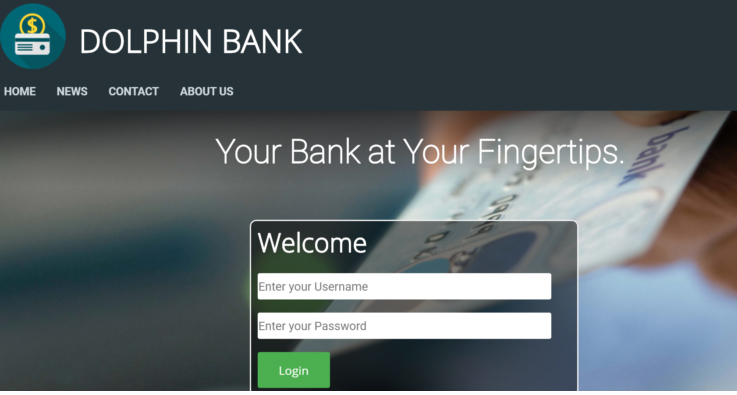 DOLPHIN BANK
HOME NEWS CONTACT ABOUT US
Your Bank at Your Fingertips.
bank
Welcome
Enter your Username
Enter your Password
Login